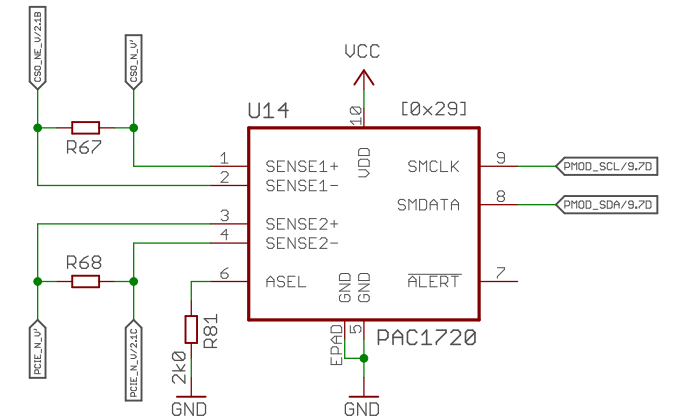 CSO_NE_V/2.1B
CSO_N_V'
VCC
U14
10
[0x29]
R67
1
SENSE1+
VDD
SMCLK
9
PMOD_SCL/9.7D
2
SENSE1-
3
SENSE2+
SMDATA
8
PMOD_SDA/9.7D
4
SENSE2-
R68
6
ASEL
GND
GND
ALERT
7
PCIE_N_V'
PCIE_N_V/2.1C
R81
2k0
EPAD
5
PAC1720
GND
GND